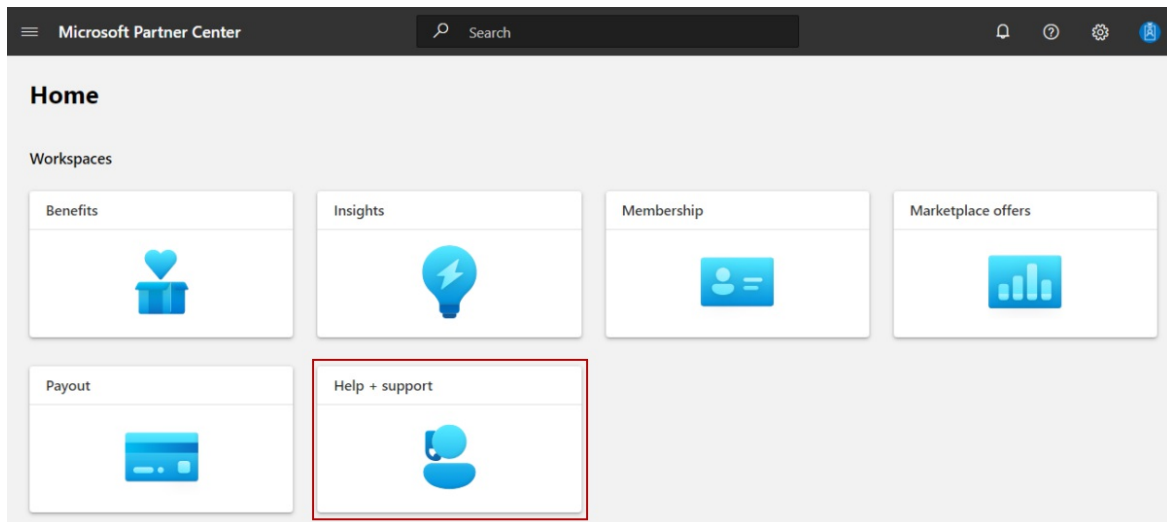 Microsoft Partner Center
Search
Home
Workspaces
Benefits
Insights
Membership
Marketplace offers
Payout
Help + support